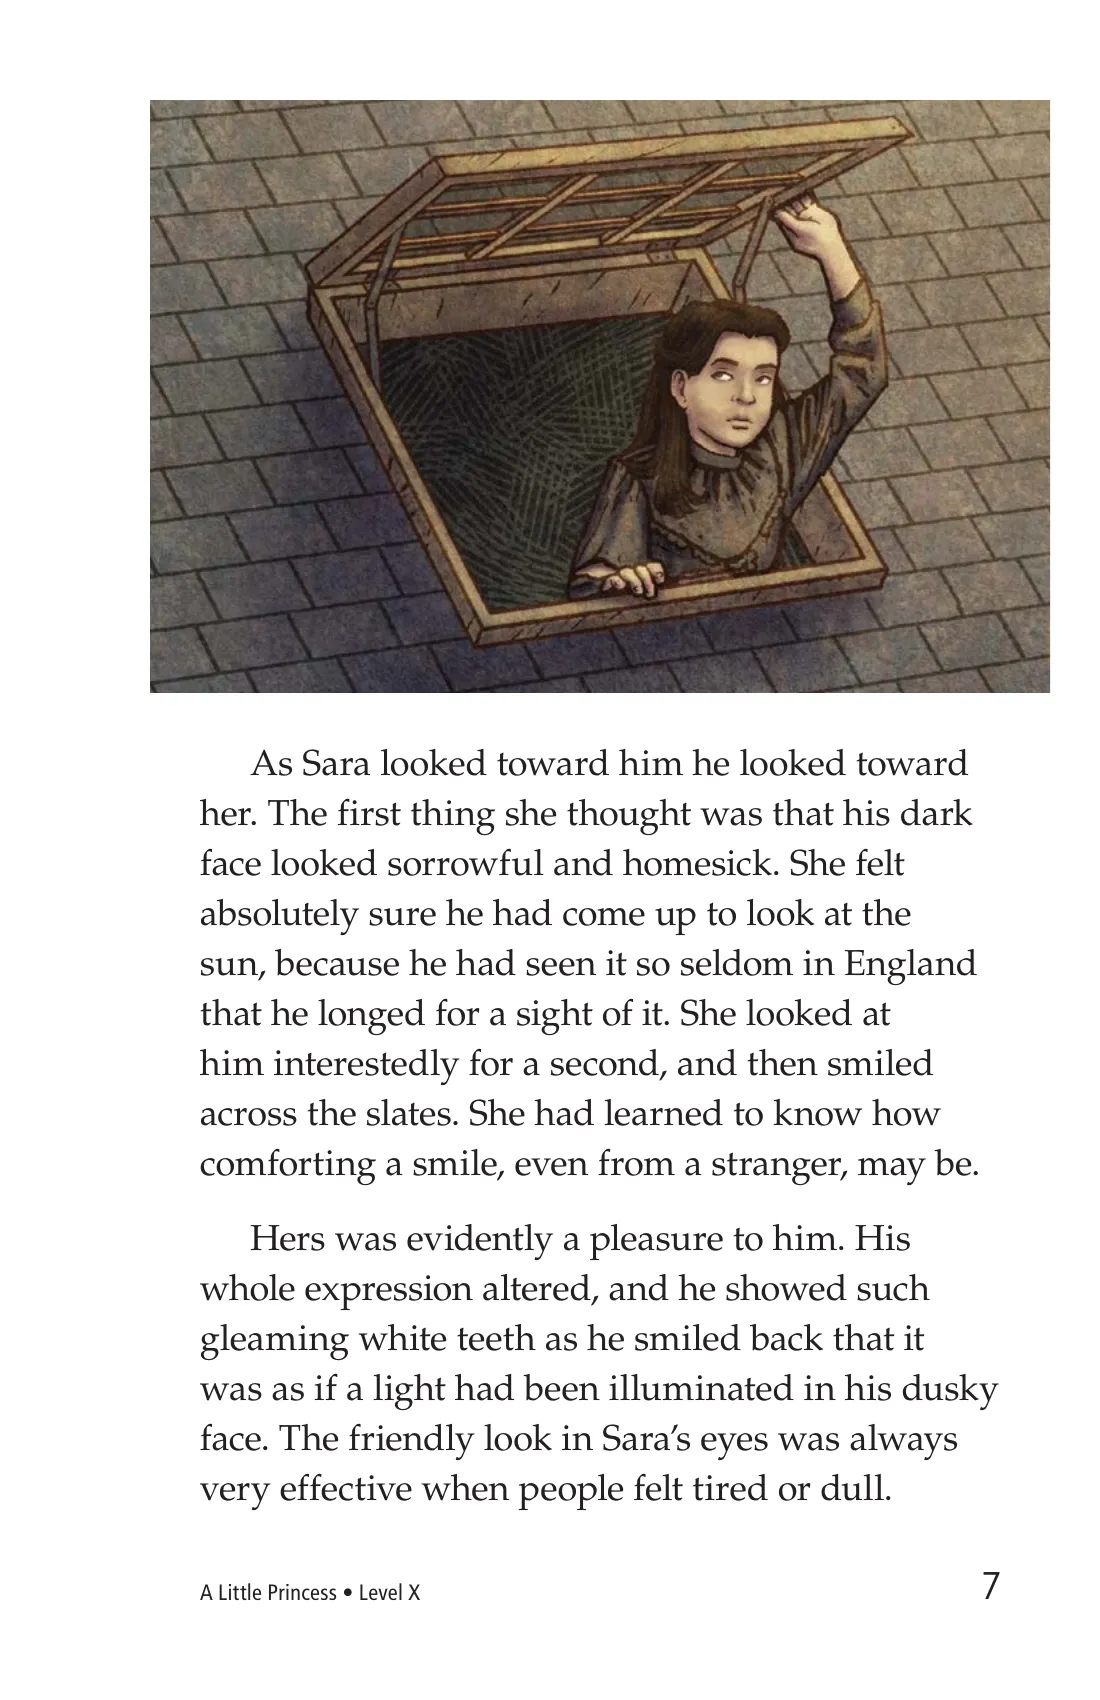 As Sara looked toward him he looked toward
her. The first thing she thought was that his dark
face looked sorrowful and homesick. She felt
absolutely sure he had come up to look at the
sun, because he had seen it so seldom in England
that he longed for a sight of it. She looked at
him interestedly for a second, and then smiled
across the slates. She had learned to know how
comforting a smile, even from a stranger, may be.
Hers was evidently a pleasure to him. His
whole expression altered, and he showed such
gleaming white teeth as he smiled back that it
was as if a light had been illuminated in his dusky
face. The friendly look in Sara’s eyes was always
very effective when people felt tired or dull.
A Little Princess • Level X
7